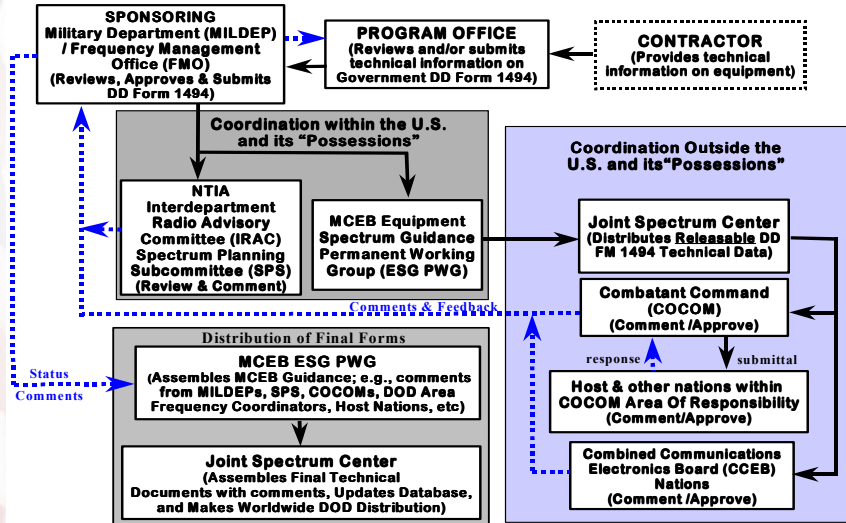 SPONSORING
Military Department (MILDEP)
/ Frequency Management
Office (FMO)
(Reviews, Approves & Submits
DD Form 1494)
PROGRAM OFFICE
(Reviews and/or submits
technical information on
Government DD Form 1494)
CONTRACTOR
(Provides technical
information on equipment)
Coordination within the U.S.
and its "Possessions"
NTIA
Interdepartment
Radio Advisory
Committee (IRAC)
Spectrum Planning
Subcommittee (SPS)
(Review & Comment)
MCEB Equipment
Spectrum Guidance
Permanent Working
Group (ESG PWG)
Coordination Outside the
U.S. and its"Possessions"
Joint Spectrum Center
(Distributes Releasable DD
FM 1494 Technical Data)
Combatant Command
(COCOM)
(Comment /Approve)
response
submittal
Host & other nations within
COCOM Area Of Responsibility
(Comment/Approve)
Combined Communications
Electronics Board (CCEB)
Nations
(Comment /Approve)
Comments & Feedback
Status
Comments
Distribution of Final Forms
MCEB ESG PWG
(Assembles MCEB Guidance; e.g., comments
from MILDEPs, SPS, COCOMs, DOD Area
Frequency Coordinators, Host Nations, etc)
Joint Spectrum Center
(Assembles Final Technical
Documents with comments, Updates Database,
and Makes Worldwide DOD Distribution)